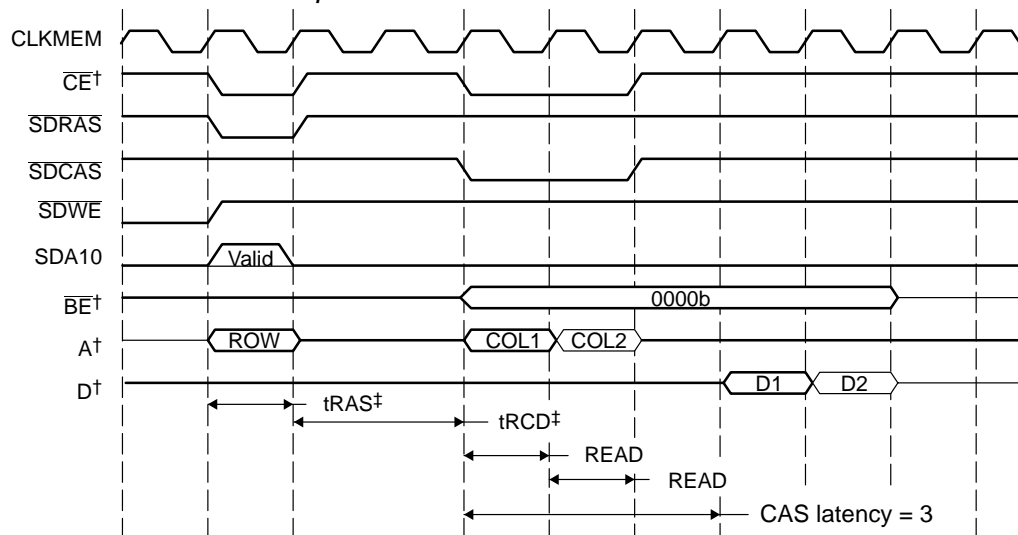 CLKMEM
CE†
SDRAS
SDCAS
SDWE
SDA10 Valid
BE† 0000b
A† ROW COL1 COL2
D† D1 D2
tRAS‡
tRCD‡
READ
READ
CAS latency = 3